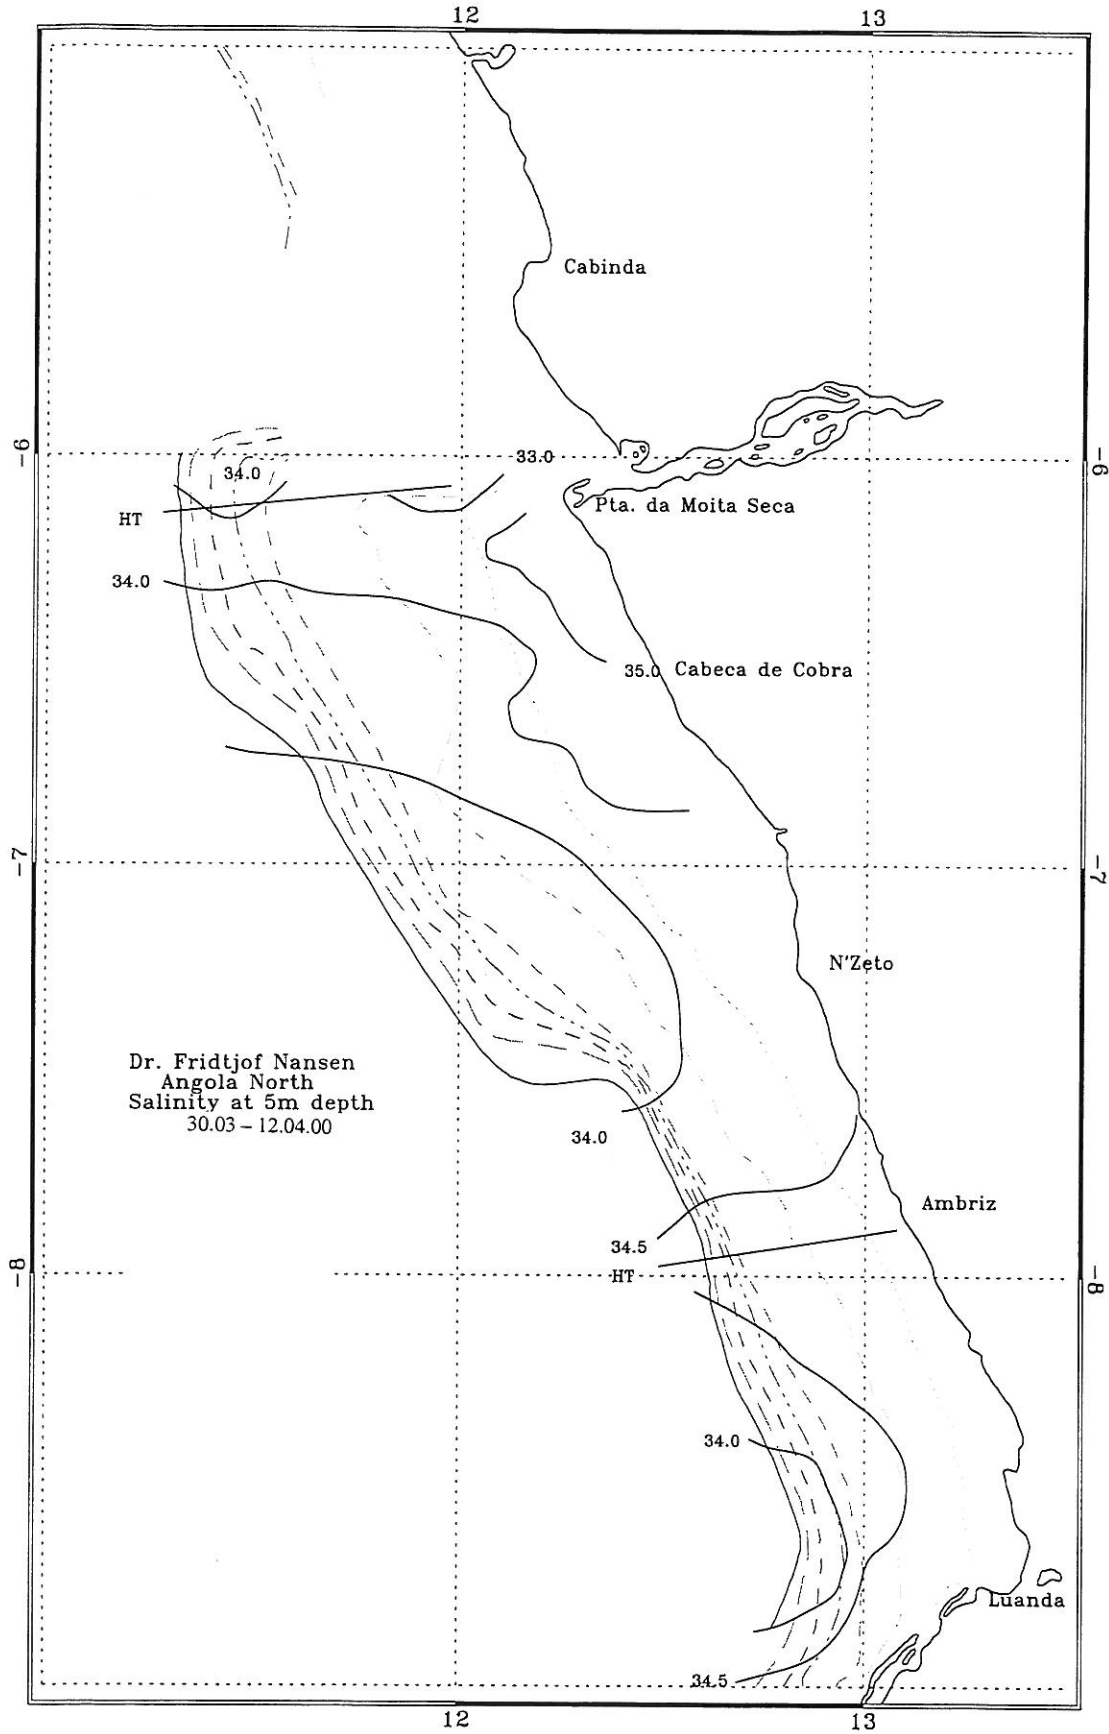 12 13
Cabinda
-6 34.0 33.0 -6
HT Pta. da Moita Seca
34.0
35.0 Cabeca de Cobra
-7 -7
N'Zeto
Dr. Fridtjof Nansen
Angola North
Salinity at 5m depth
30.03 – 12.04.00
34.0
Ambriz
34.5
-8 HT -8
34.0
Luanda
34.5
12 13